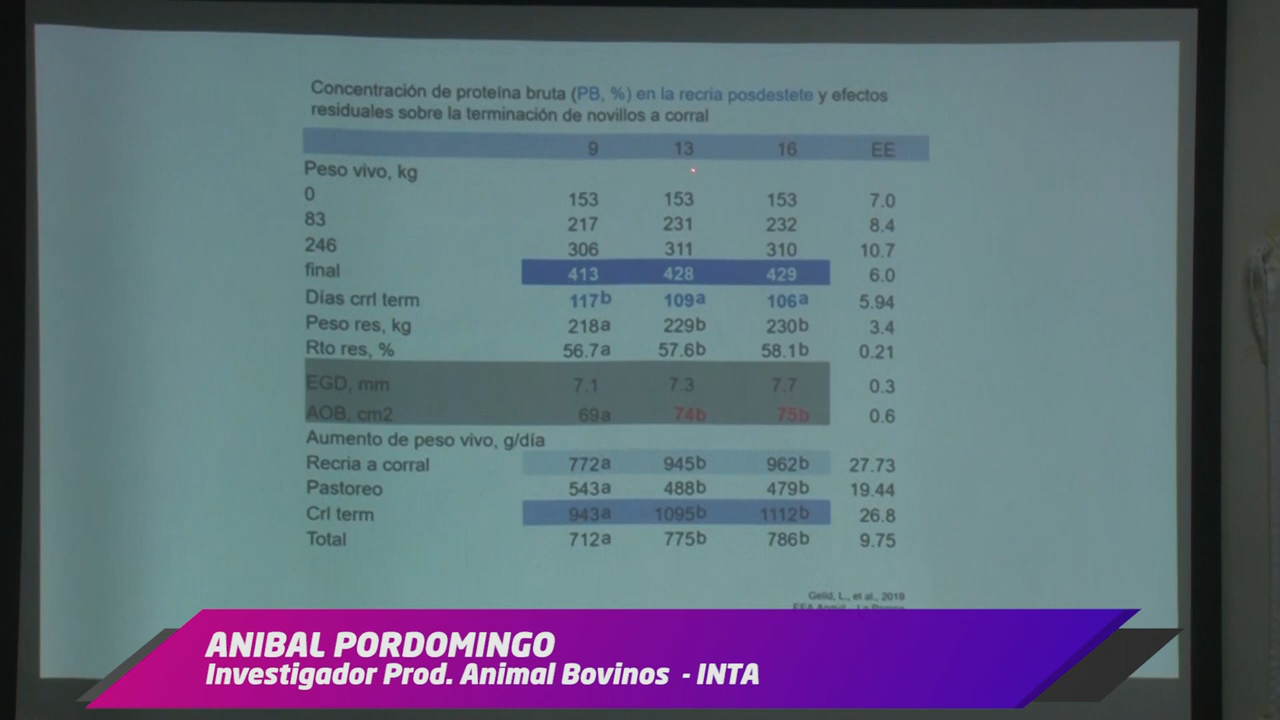 Concentración de proteína bruta (PB, %) en la recria posdestete y efectos
residuales sobre la terminación de novillos a corral
9 13 16 EE
Peso vivo, kg
0 153 153 153 7.0
83 217 231 232 8.4
246 306 311 310 10.7
final 413 428 429 6.0
Días crrl term 117b 109a 106a 5.94
Peso res, kg 218a 229b 230b 3.4
Rto res, % 56.7a 57.6b 58.1b 0.21
EGD, mm 7.1 7.3 7.7 0.3
AOB, cm2 69a 74b 75b 0.6
Aumento de peso vivo, g/día
Recria a corral 772a 945b 962b 27.73
Pastoreo 543a 488b 479b 19.44
Crl term 943a 1095b 1112b 26.8
Total 712a 775b 786b 9.75
L., et al., 2019
ANIBAL PORDOMINGO
Investigador Prod. Animal Bovinos - INTA